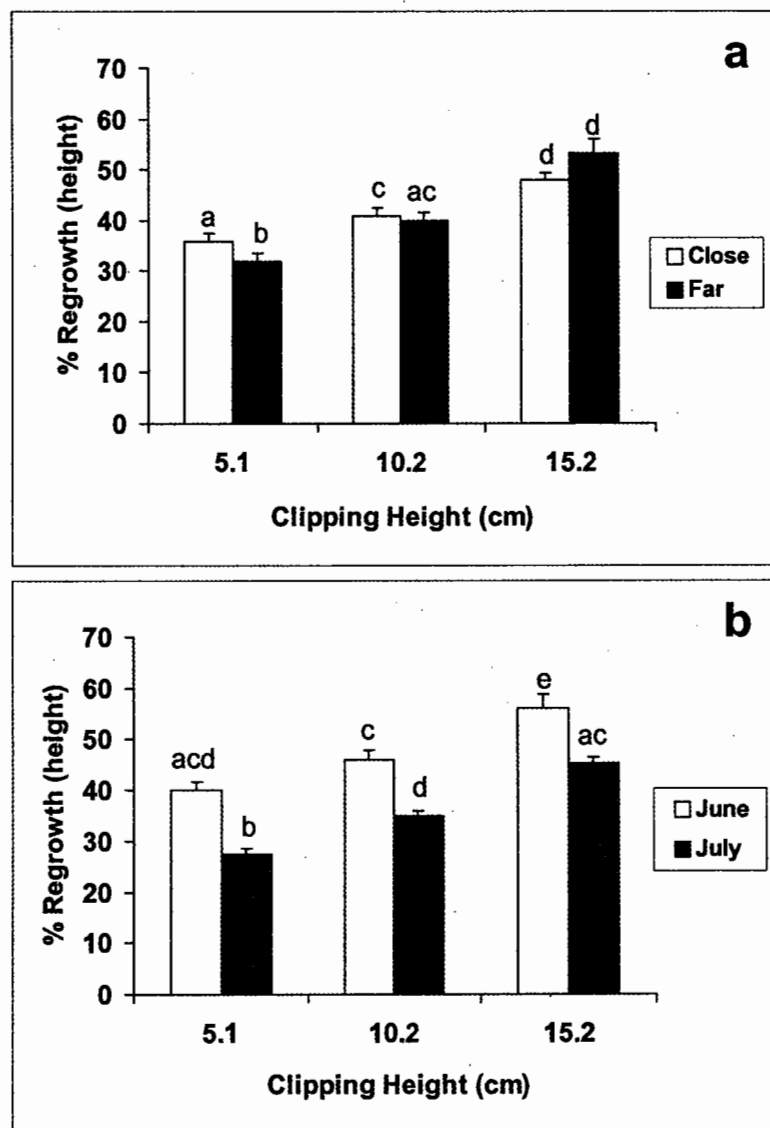 a
70
60
50
40
30
20
10
0
% Regrowth (height)
a
b
c
ac
d
d
Close
Far
5.1 10.2 15.2
Clipping Height (cm)
b
70
60
50
40
30
20
10
0
% Regrowth (height)
acd
b
c
d
e
ac
June
July
5.1 10.2 15.2
Clipping Height (cm)